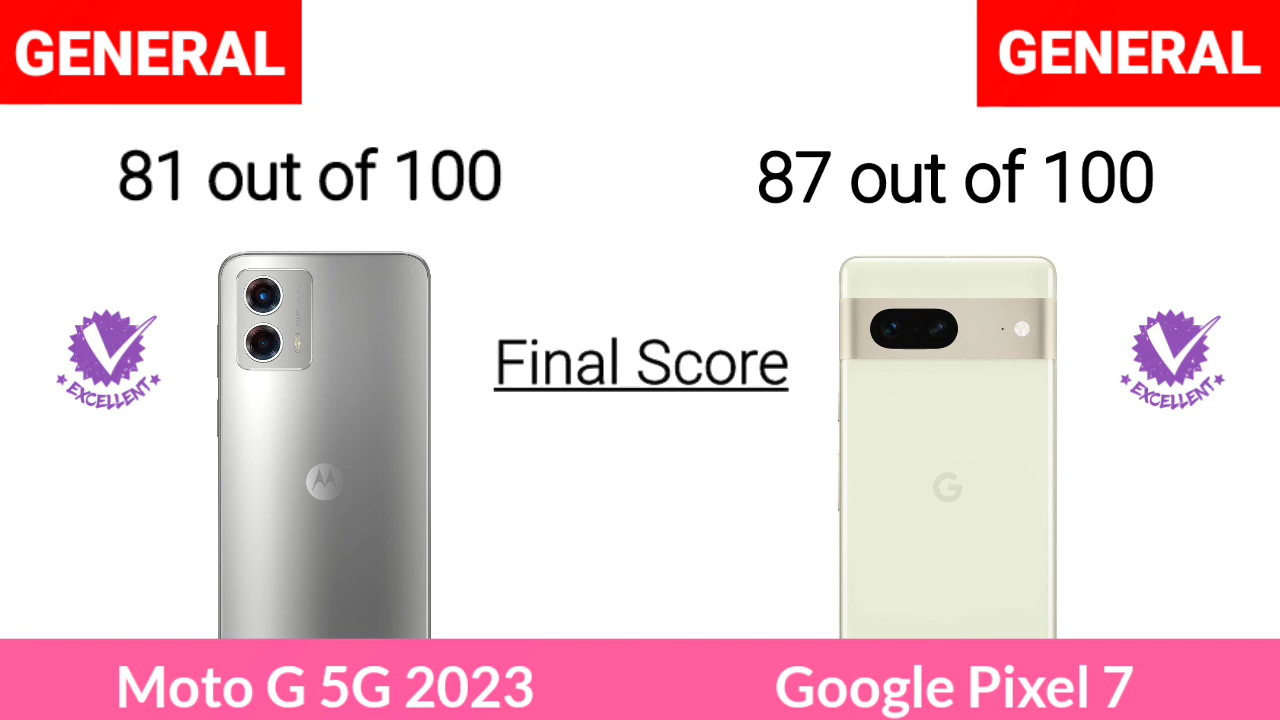 GENERAL
GENERAL
81 out of 100
87 out of 100
EXCELLENT
Final Score
EXCELLENT
G
Moto G 5G 2023
Google Pixel 7